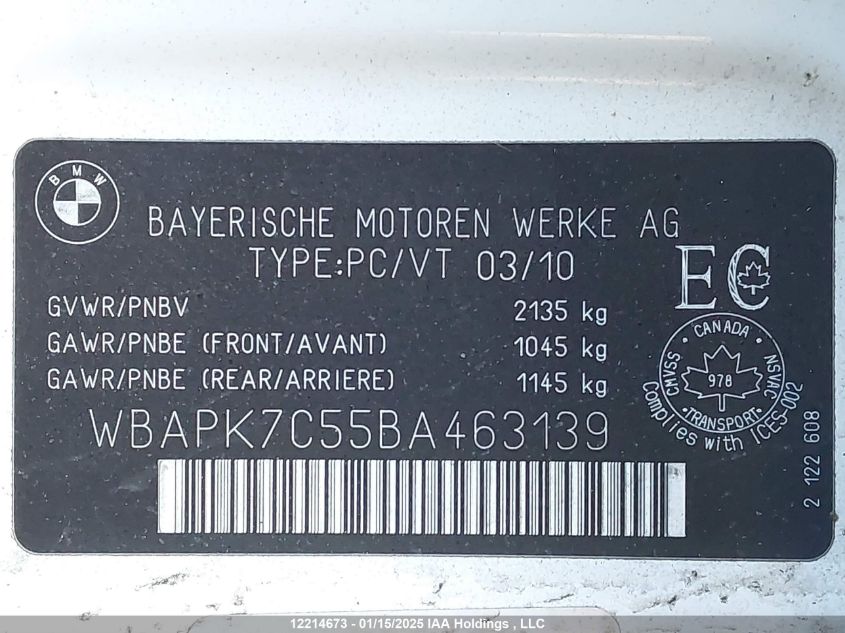 BMW
BAYERISCHE MOTOREN WERKE AG
TYPE:PC/VT 03/10
EC
GVWR/PNBV 2135 kg
GAWR/PNBE (FRONT/AVANT) 1045 kg
GAWR/PNBE (REAR/ARRIERE) 1145 kg
CANADA
CMVSS NSVAC
978
TRANSPORT
Complies with ICES-002
WBAPK7C55BA463139
2 122 608
12214673 - 01/15/2025 IAA Holdings , LLC